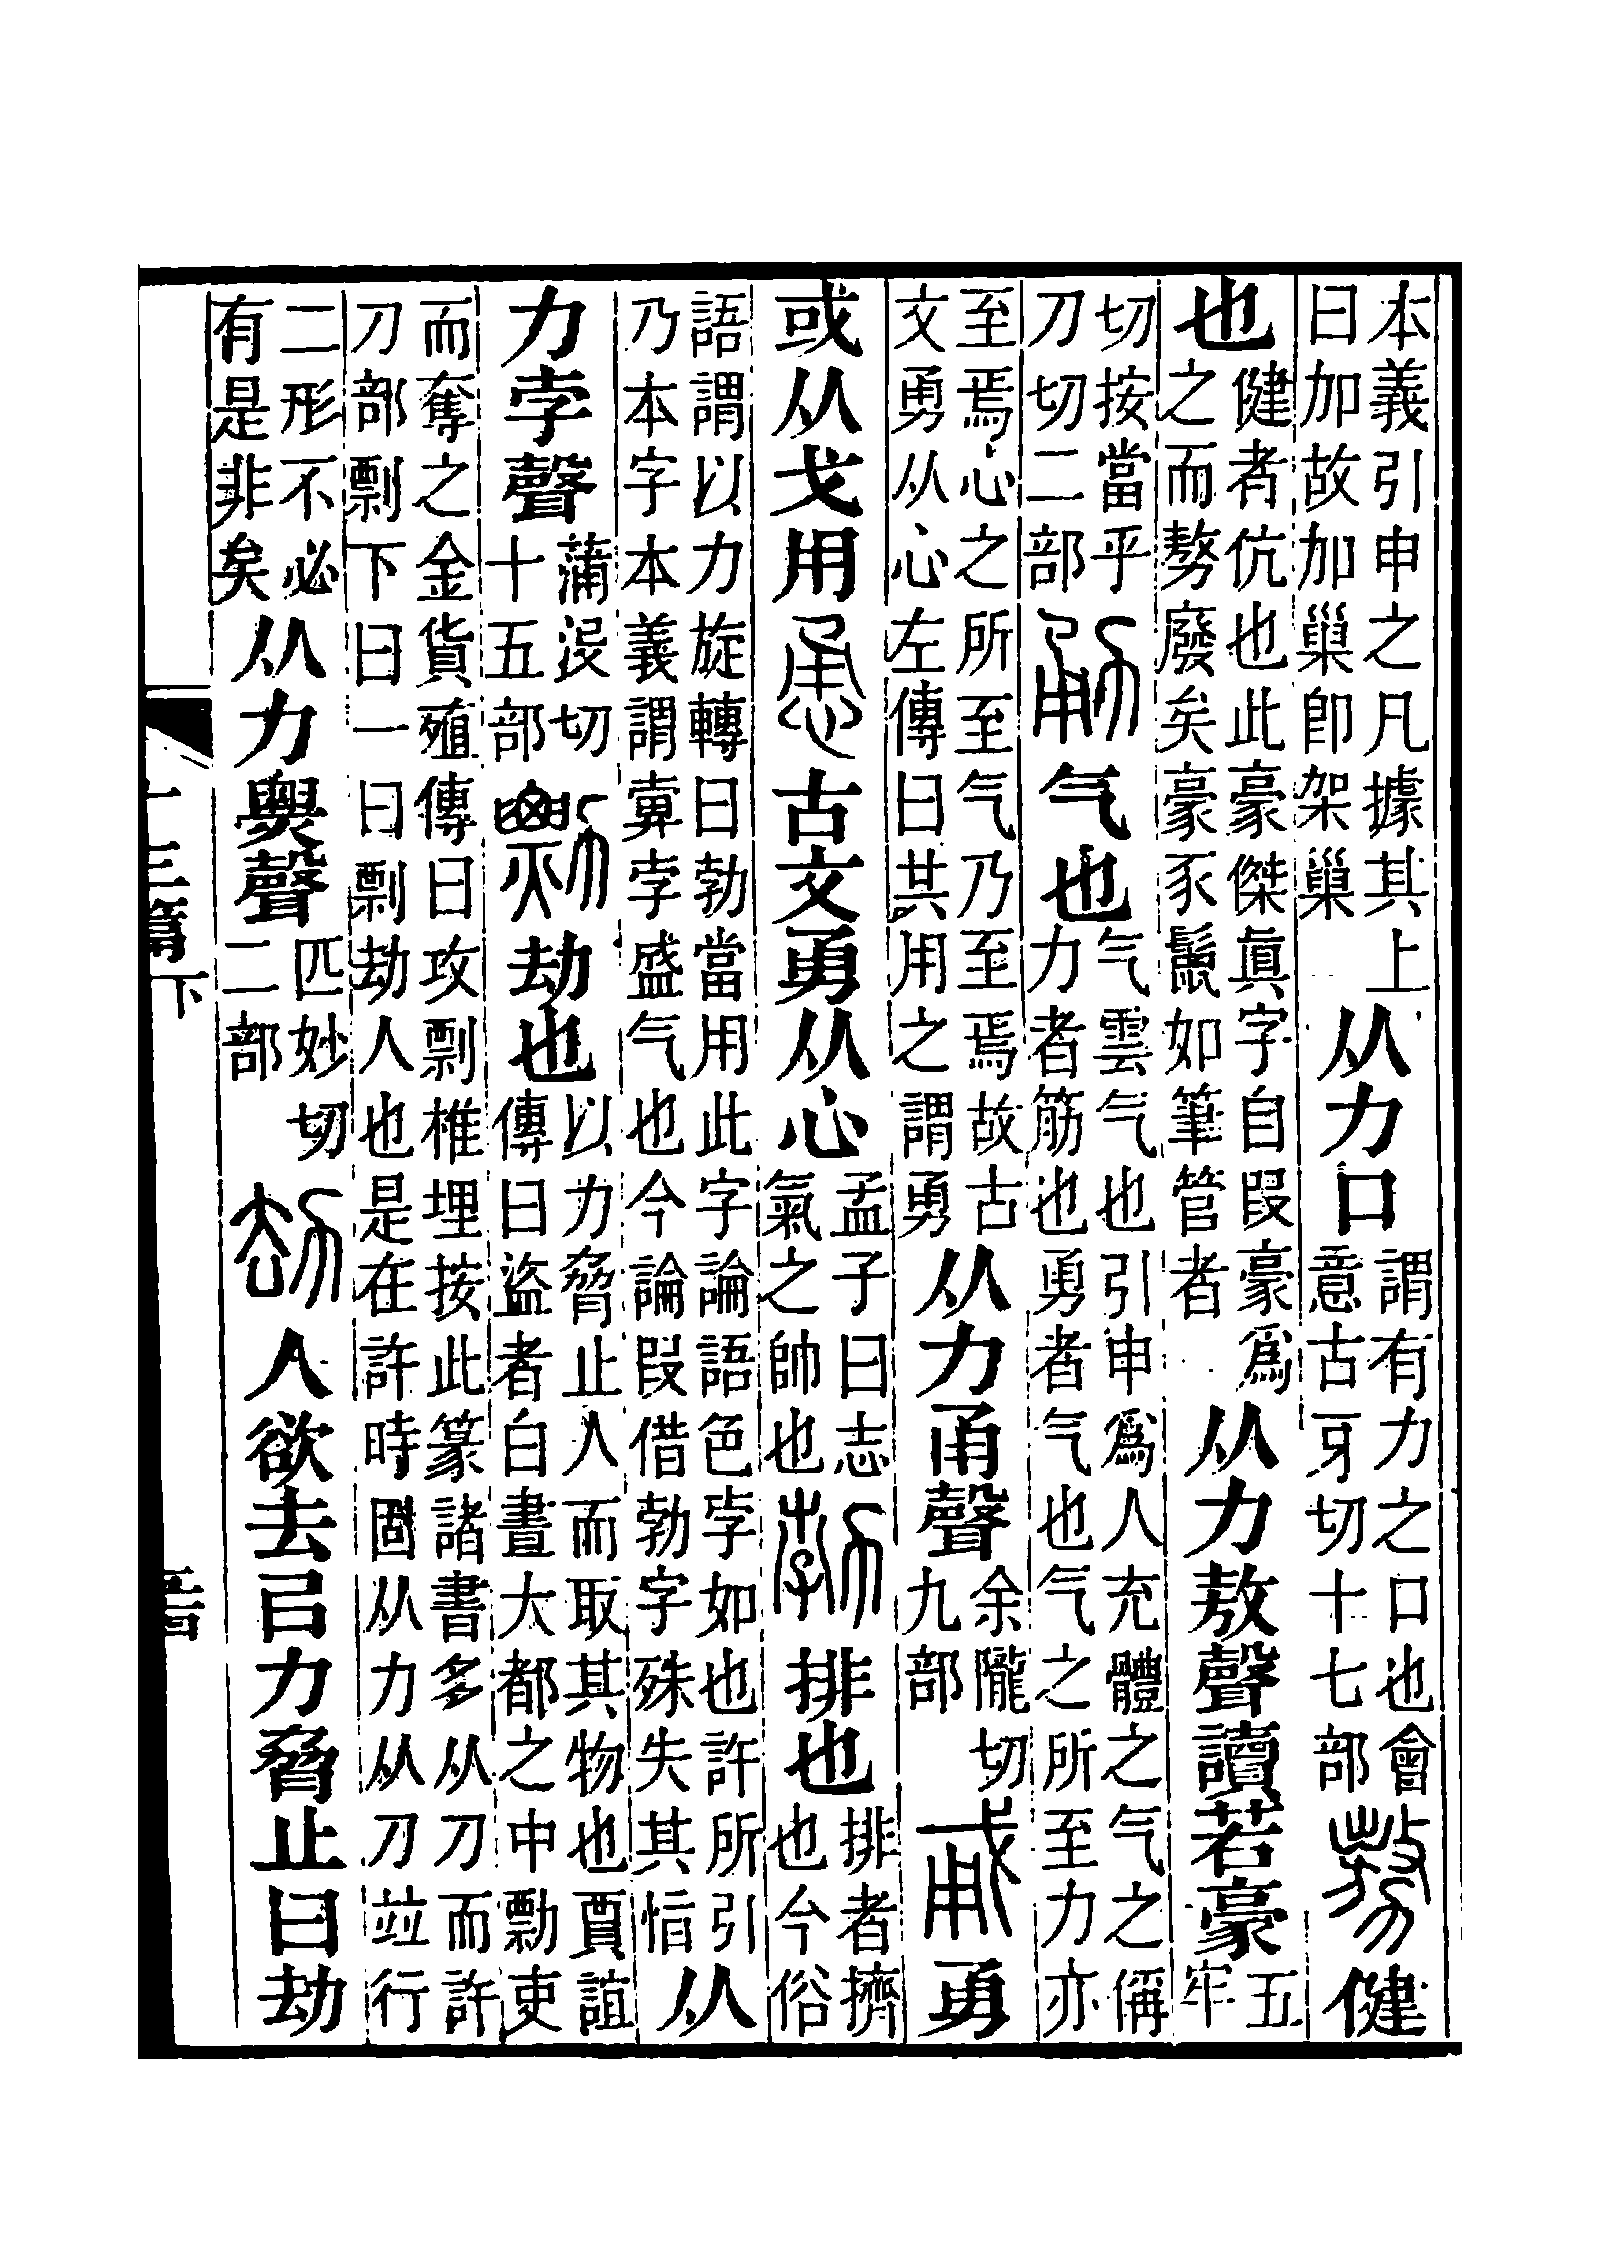 本義引申之凡據其上曰加故加巢卽架巢从力口謂有力之口也會意古牙切十七部𠢕健
也健者伉也此豪傑眞字自叚豪爲之而𠢕廢矣豪豕鬣如筆管者从力敖聲讀若豪五牢
切按當乎刀切二部勇气也气雲气也引申爲人充體之气之偁力者筋也勇者气也气之所至力亦
至焉心之所至气乃至焉故古文勇从心左傳曰共用之謂勇从力甬聲余隴切九部𢦶勇
或从戈用恿古文勇从心孟子曰志氣之帥也勃排也排者擠也今俗
語謂以力旋轉曰勃當用此字論語色孛如也許所引乃本字本義謂𠦪孛盛气也今論叚借勃字殊失其恉从
力孛聲蒲沒切十五部勡劫也以力脅止人而取其物也賈誼傳曰盜者白晝大都之中勡吏
而奪之金貨殖傳曰攻剽椎埋按此篆諸書多从刀而許刀部剽下曰一曰剽劫人也是在許時固从力从刀竝行
二形不必有是非矣从力𤐫聲匹妙切二部劫人欲去㠯力脅止曰劫
十三篇下